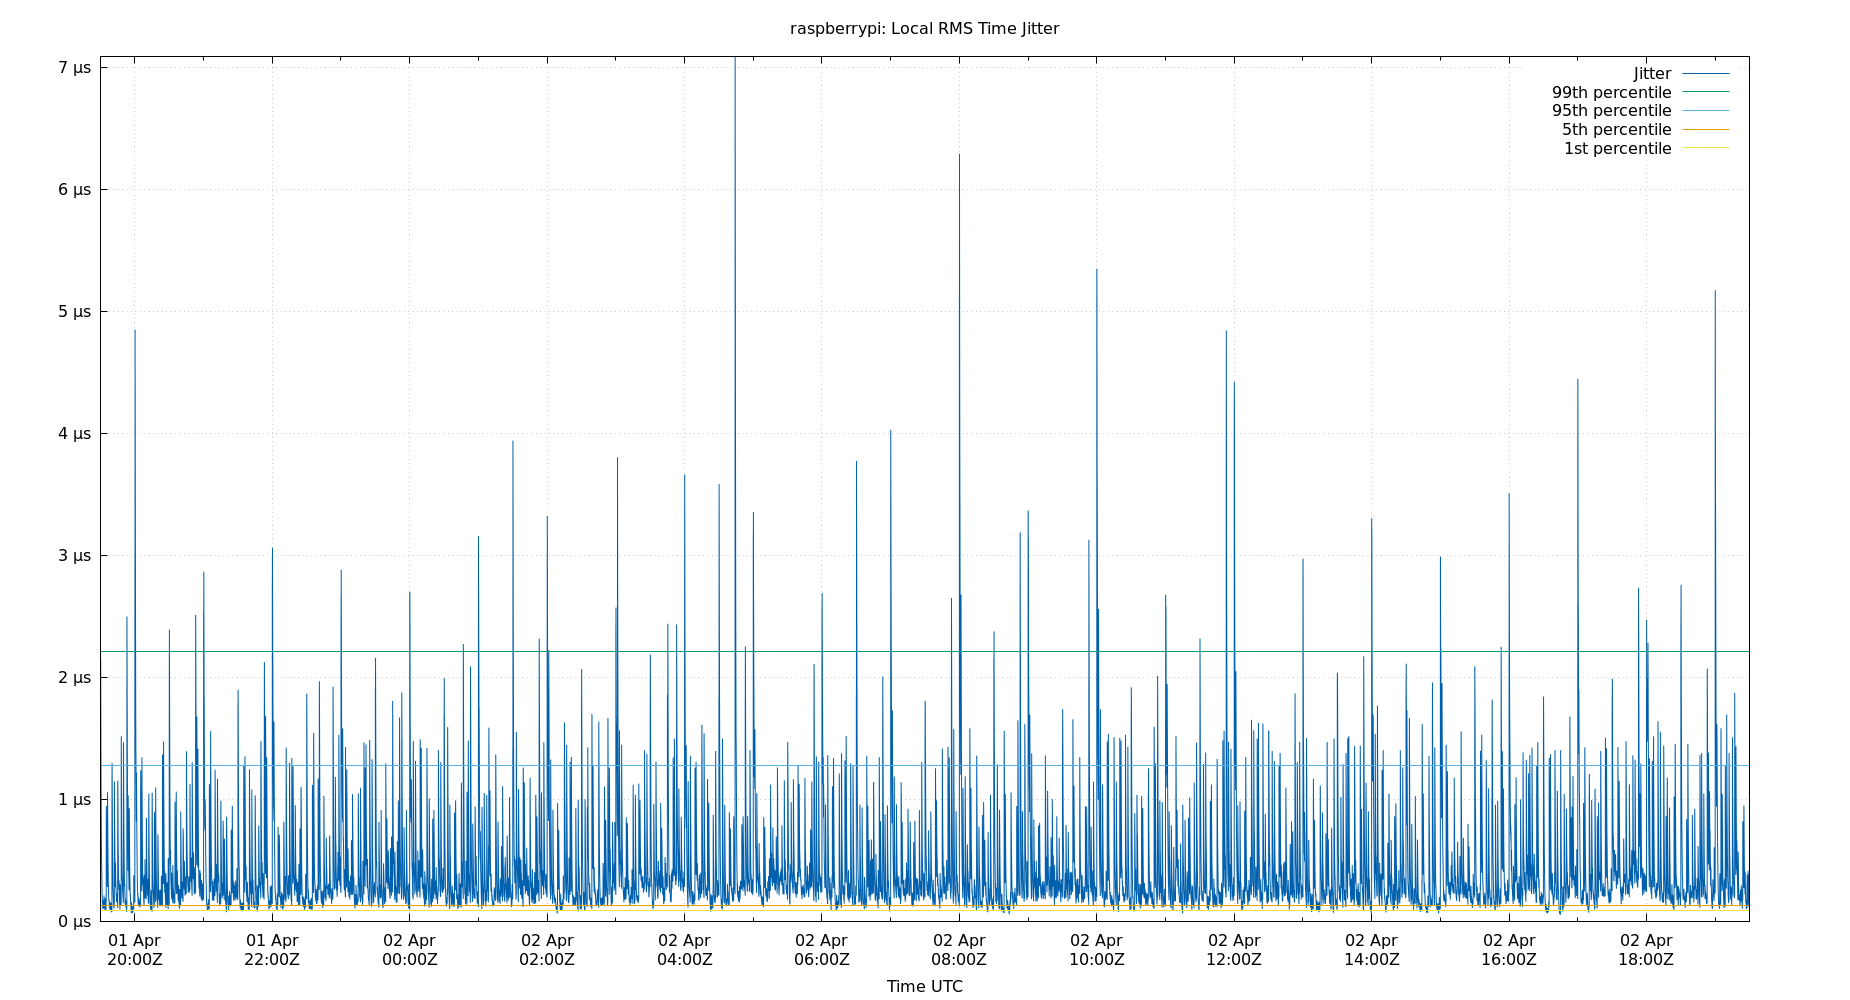 raspberrypi: Local RMS Time Jitter
7 µs
6 µs
5 µs
4 µs
3 µs
2 µs
1 µs
0 µs
Jitter
99th percentile
95th percentile
5th percentile
1st percentile
01 Apr 01 Apr 02 Apr 02 Apr 02 Apr 02 Apr 02 Apr 02 Apr 02 Apr 02 Apr 02 Apr 02 Apr
20:00Z 22:00Z 00:00Z 02:00Z 04:00Z 06:00Z 08:00Z 10:00Z 12:00Z 14:00Z 16:00Z 18:00Z
Time UTC